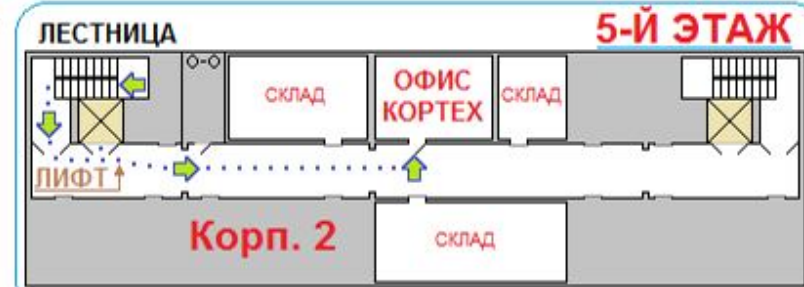 ЛЕСТНИЦА
5-Й ЭТАЖ
СКЛАД
ОФИС
КОРТЕХ
СКЛАД
ЛИФТ
Корп. 2
СКЛАД